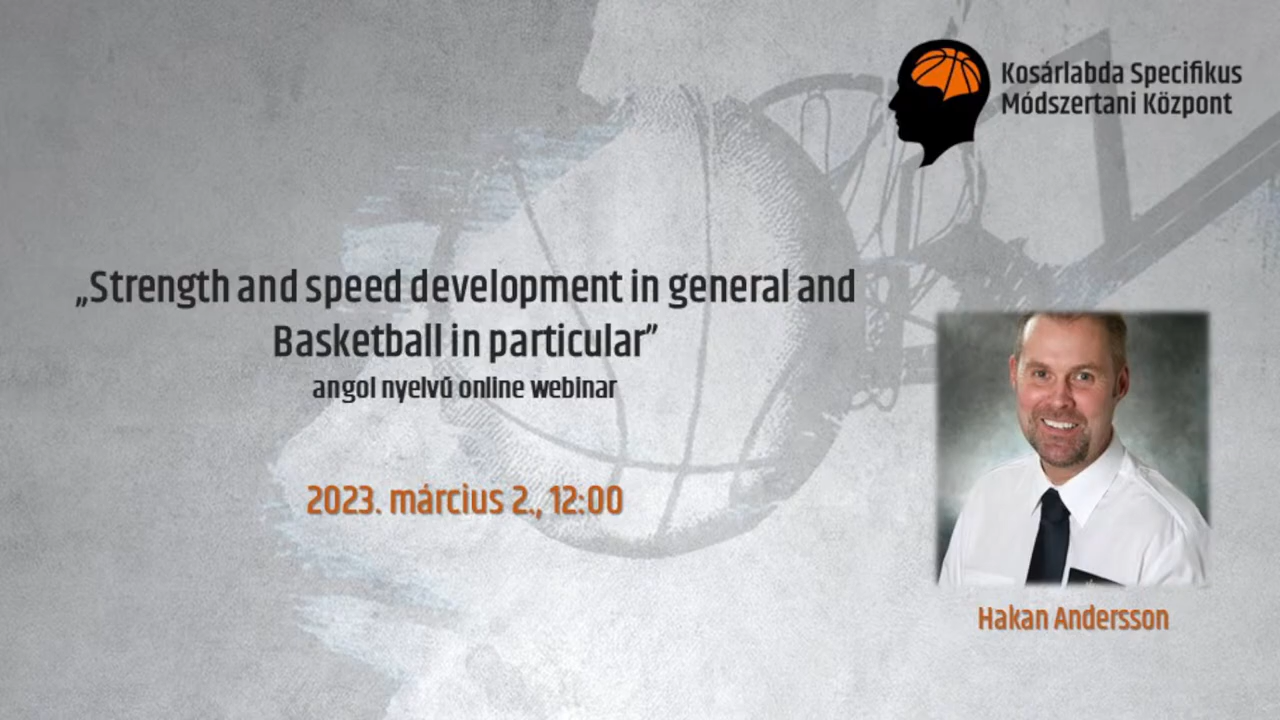 Kosárlabda Specifikus
Módszertani Központ
„Strength and speed development in general and
Basketball in particular”
angol nyelvű online webinar
2023. március 2., 12:00
Hakan Andersson